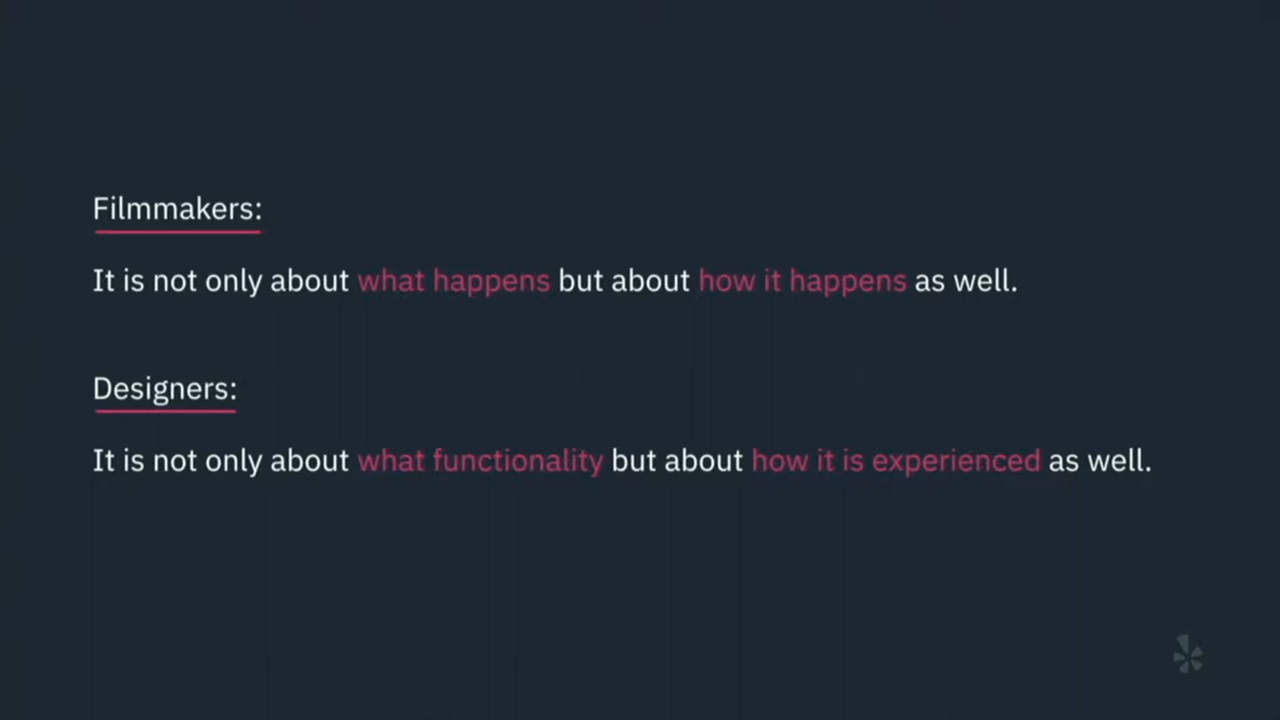 Filmmakers:
It is not only about what happens but about how it happens as well.
Designers:
It is not only about what functionality but about how it is experienced as well.